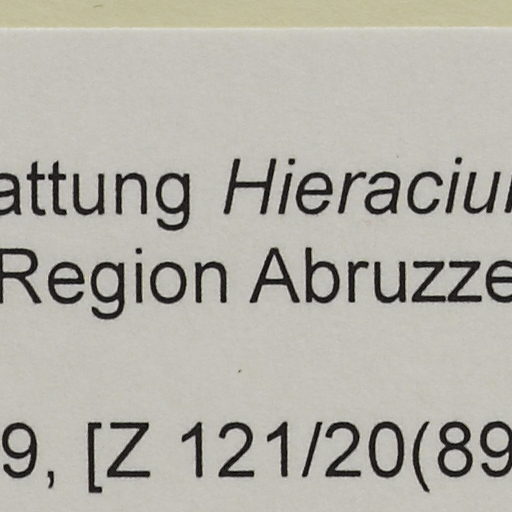 attung Hieraciu
Region Abruzze
9, [Z 121/20(89